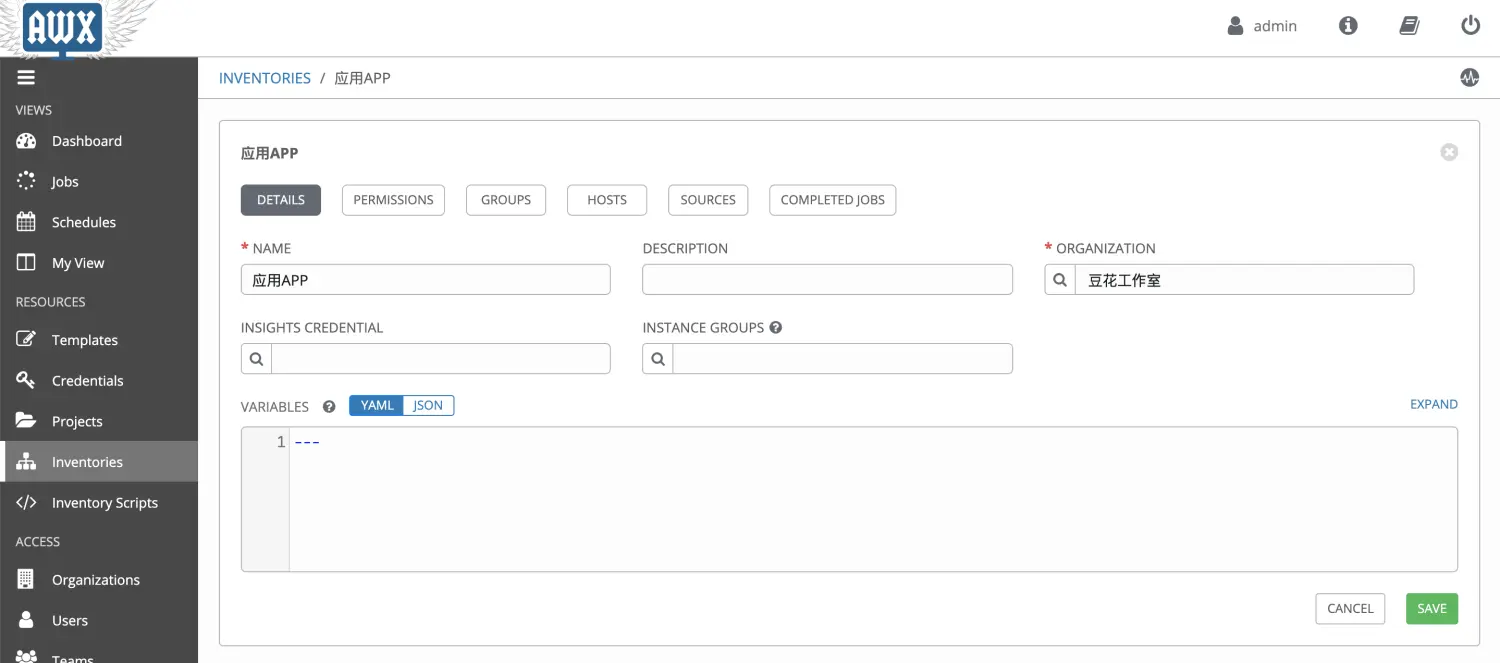 AWX
admin
INVENTORIES / 应用APP
VIEWS
Dashboard
Jobs
Schedules
My View
RESOURCES
Templates
Credentials
Projects
Inventories
Inventory Scripts
ACCESS
Organizations
Users
Teams
应用APP
DETAILS PERMISSIONS GROUPS HOSTS SOURCES COMPLETED JOBS
* NAME DESCRIPTION * ORGANIZATION
应用APP 豆花工作室
INSIGHTS CREDENTIAL INSTANCE GROUPS
VARIABLES YAML JSON EXPAND
1 ---
CANCEL SAVE